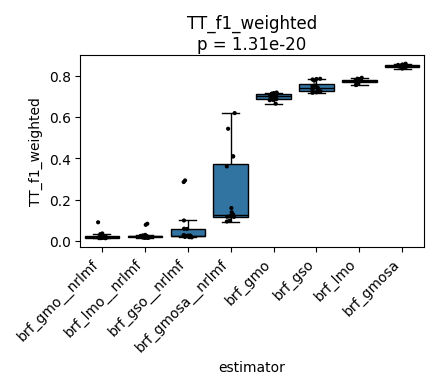 TT_f1_weighted
p = 1.31e-20
TT_f1_weighted
0.8
0.6
0.4
0.2
0.0
brf_gmo__nrlmf
brf_lmo__nrlmf
brf_gso__nrlmf
brf_gmosa__nrlmf
brf_gmo
brf_gso
brf_lmo
brf_gmosa
estimator